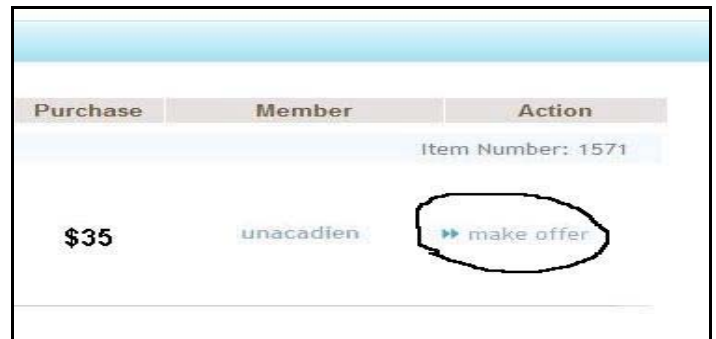 Purchase Member Action
Item Number: 1571
$35 unacadien make offer